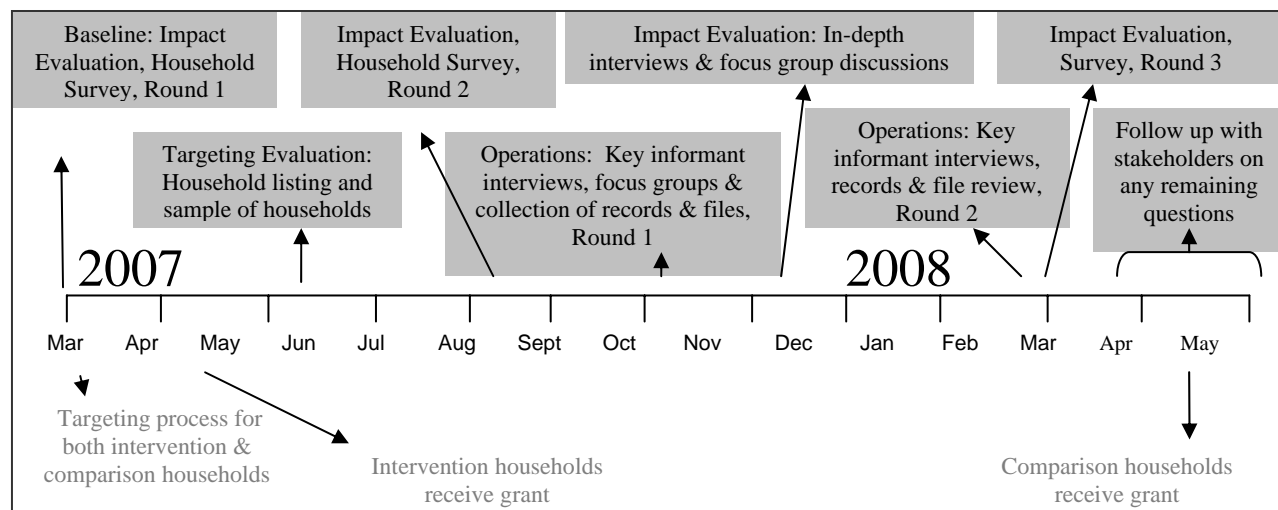 Baseline: Impact
Evaluation, Household
Survey, Round 1
Impact Evaluation,
Household Survey,
Round 2
Impact Evaluation: In-depth
interviews & focus group discussions
Impact Evaluation,
Survey, Round 3
Targeting Evaluation:
Household listing and
sample of households
Operations: Key informant
interviews, focus groups &
collection of records & files,
Round 1
Operations: Key
informant interviews,
records & file review,
Round 2
Follow up with
stakeholders on
any remaining
questions
2007
2008
Mar Apr May Jun Jul Aug Sept Oct Nov Dec Jan Feb Mar Apr May
Targeting process for
both intervention &
comparison households
Intervention households
receive grant
Comparison households
receive grant